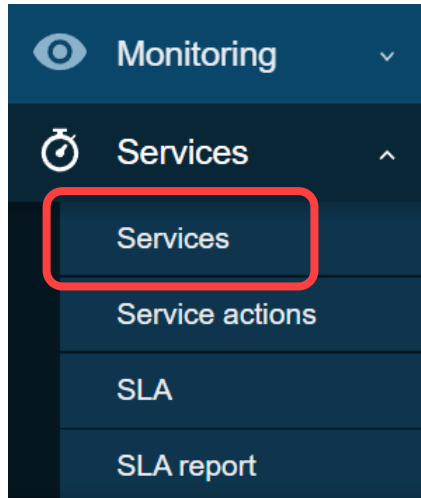 Monitoring
Services
Services
Service actions
SLA
SLA report